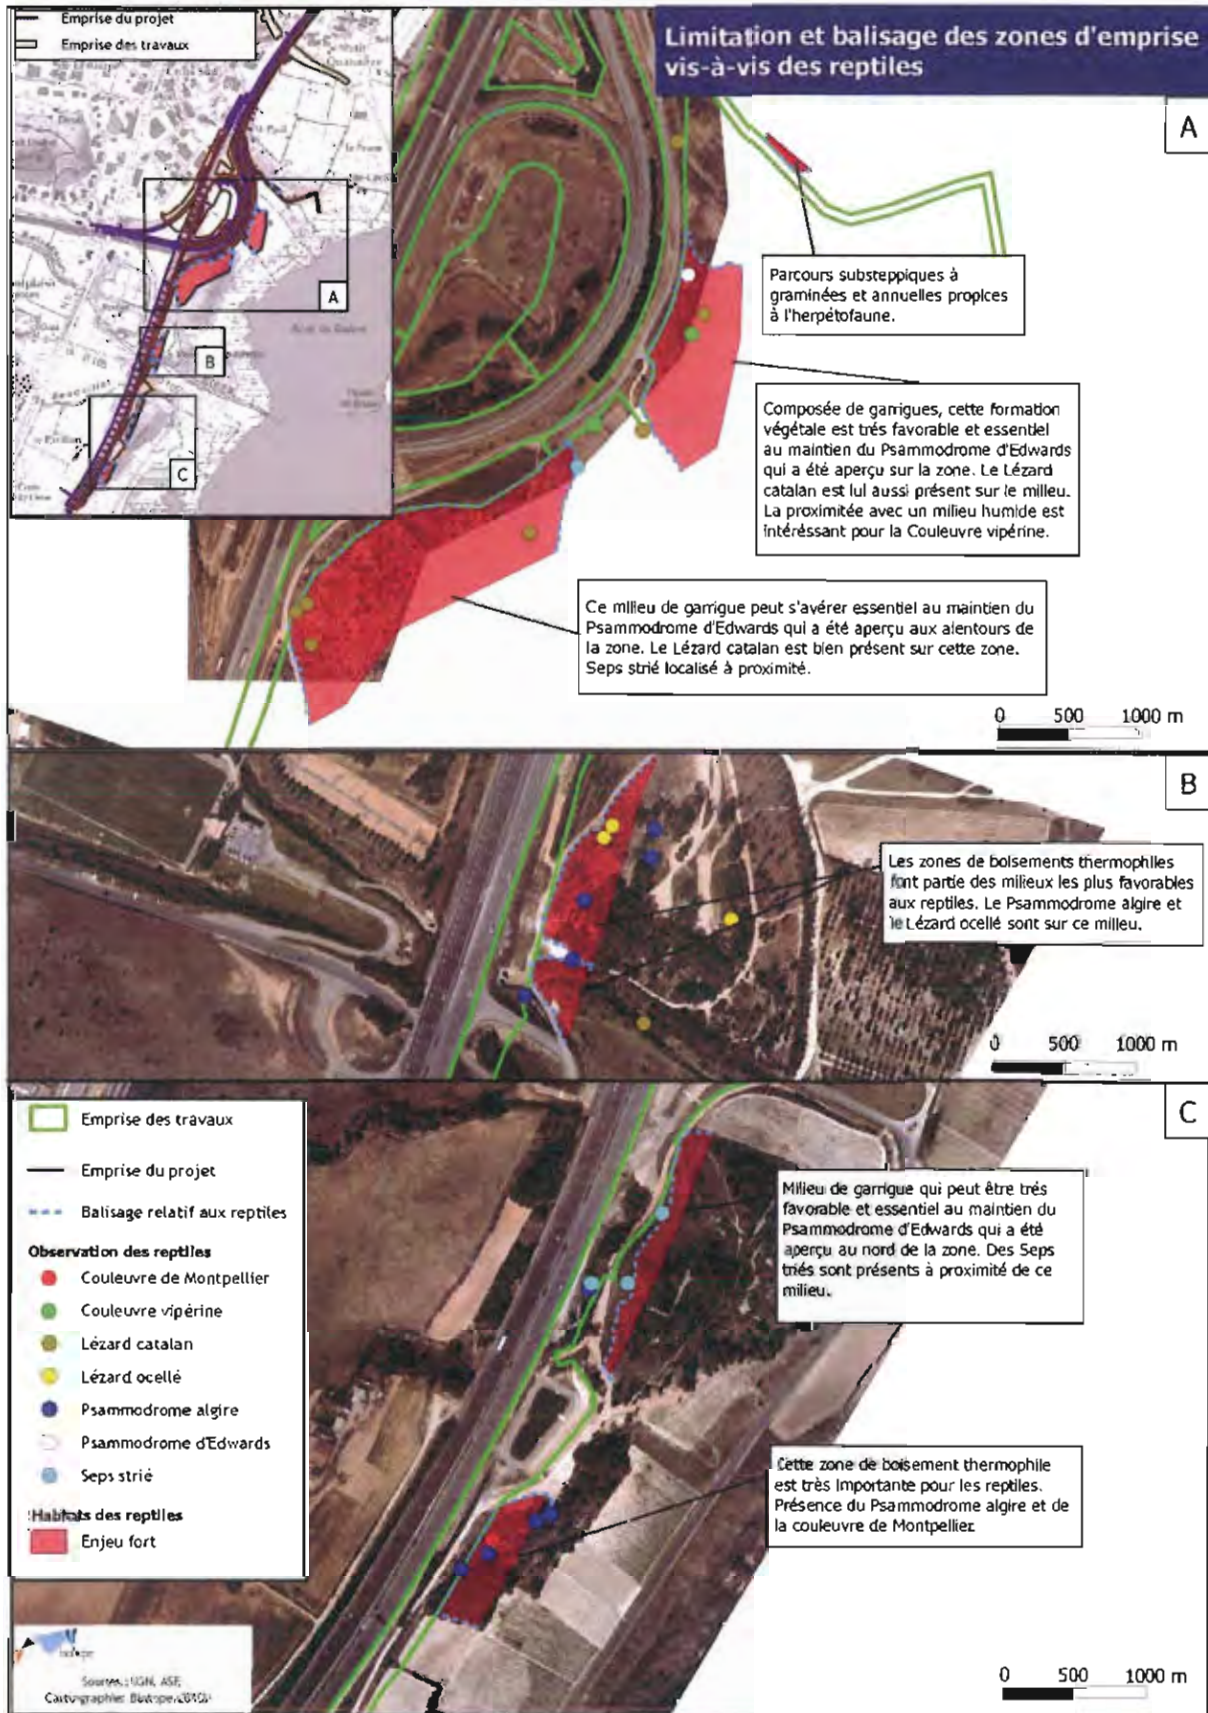 Emprise du projet
Emprise des travaux
Limitation et balisage des zones d'emprise
vis-à-vis des reptiles
A
A
B
C
Parcours substeppiques à
graminées et annuelles propices
à l'herpétofaune.
Composée de garrigues, cette formation
végétale est trés favorable et essentiel
au maintien du Psammodrome d'Edwards
qui a été aperçu sur la zone. Le Lézard
catalan est lui aussi présent sur le milieu.
La proximitée avec un milieu humide est
intéréssant pour la Couleuvre vipérine.
Ce milieu de garrigue peut s'avérer essentiel au maintien du
Psammodrome d'Edwards qui a été aperçu aux alentours de
la zone. Le Lézard catalan est bien présent sur cette zone.
Seps strié localisé à proximité.
0 500 1000 m
B
Les zones de boisements thermophiles
font partie des milieux les plus favorables
aux reptiles. Le Psammodrome algire et
le Lézard ocellé sont sur ce milieu.
0 500 1000 m
C
Emprise des travaux
Emprise du projet
Balisage relatif aux reptiles
Observation des reptiles
Couleuvre de Montpellier
Couleuvre vipérine
Lézard catalan
Lézard ocellé
Psammodrome algire
Psammodrome d'Edwards
Seps strié
Habitats des reptiles
Enjeu fort
Milieu de garrigue qui peut être trés
favorable et essentiel au maintien du
Psammodrome d'Edwards qui a été
aperçu au nord de la zone. Des Seps
triés sont présents à proximité de ce
milieu.
Cette zone de boisement thermophile
est très importante pour les reptiles.
Présence du Psammodrome algire et de
la couleuvre de Montpellier.
Sources : IGN, ASF,
Cartographie: Biotope,
0 500 1000 m